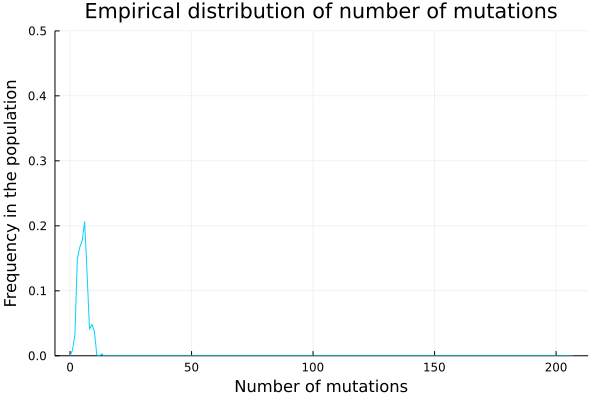 Empirical distribution of number of mutations
Frequency in the population
0.5
0.4
0.3
0.2
0.1
0.0
0 50 100 150 200
Number of mutations